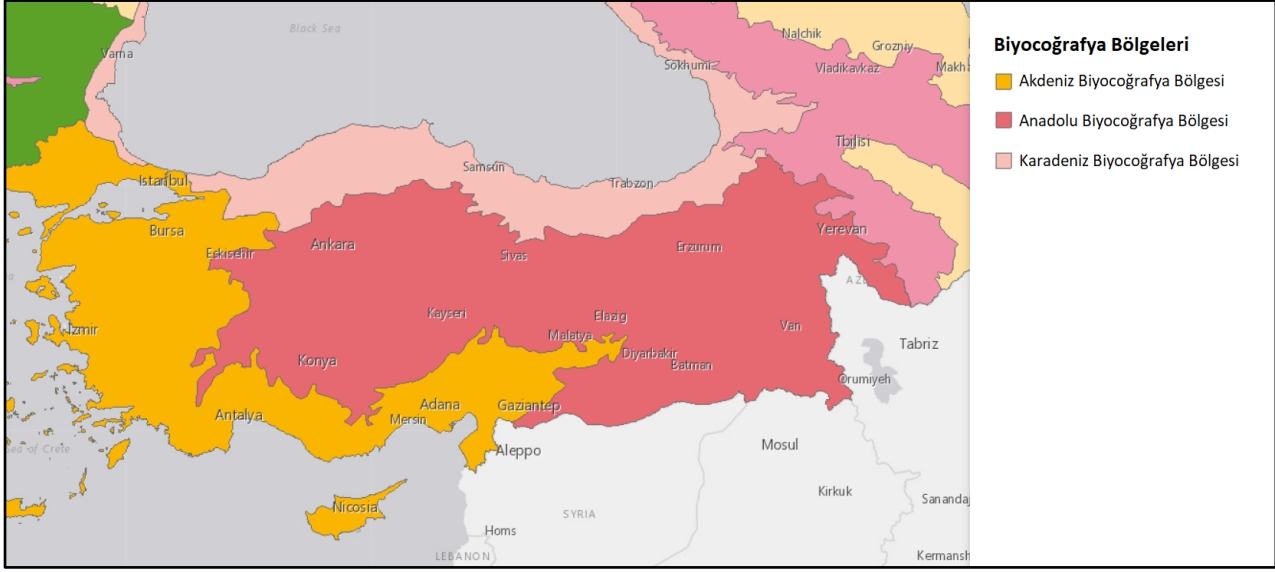 Black Sea
Varna
Nalchik
Grozniy
Sokhumi
Vladikavkaz
Makh
Tbilisi
Samsun
Istanbul
Trabzon
Bursa
Yerevan
Ankara
Erzurum
Eskisehir
Sivas
AZ
Kayseri
Elazig
Van
Izmir
Malatya
Tabriz
Diyarbakir
Konya
Batman
Orumiyeh
Adana
Gaziantep
Antalya
Mersin
Mosul
Sea of Crete
Aleppo
Kirkuk
Sanandaj
Nicosia
SYRIA
Homs
LEBANON
Kermansh
Biyocoğrafya Bölgeleri
Akdeniz Biyocoğrafya Bölgesi
Anadolu Biyocoğrafya Bölgesi
Karadeniz Biyocoğrafya Bölgesi